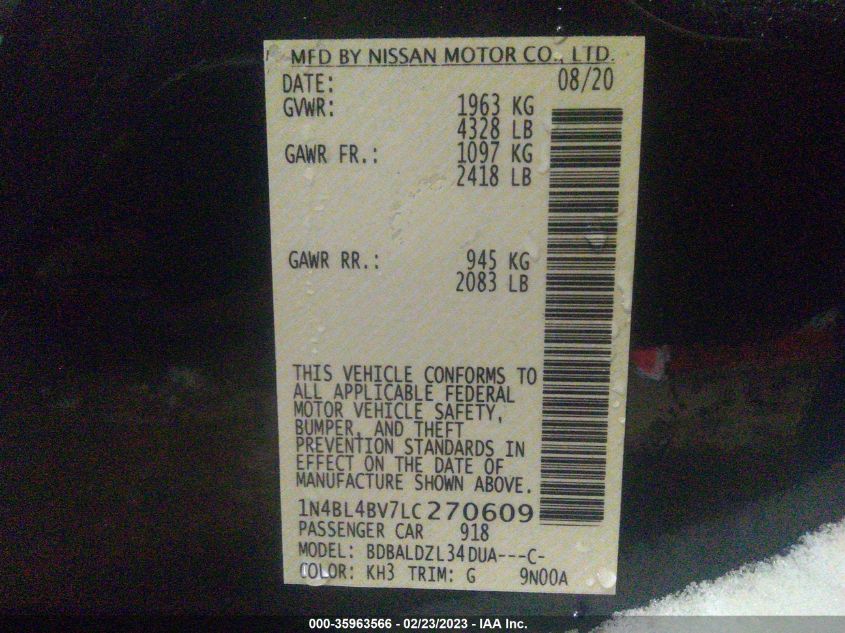 MFD BY NISSAN MOTOR CO., LTD.
DATE: 08/20
GVWR: 1963 KG
4328 LB
GAWR FR.: 1097 KG
2418 LB
GAWR RR.: 945 KG
2083 LB
THIS VEHICLE CONFORMS TO
ALL APPLICABLE FEDERAL
MOTOR VEHICLE SAFETY,
BUMPER, AND THEFT
PREVENTION STANDARDS IN
EFFECT ON THE DATE OF
MANUFACTURE SHOWN ABOVE.
1N4BL4BV7LC270609
PASSENGER CAR 918
MODEL: BDBALDZL34DUA---C-
COLOR: KH3 TRIM: G 9N00A
000-35963566 - 02/23/2023 - IAA Inc.